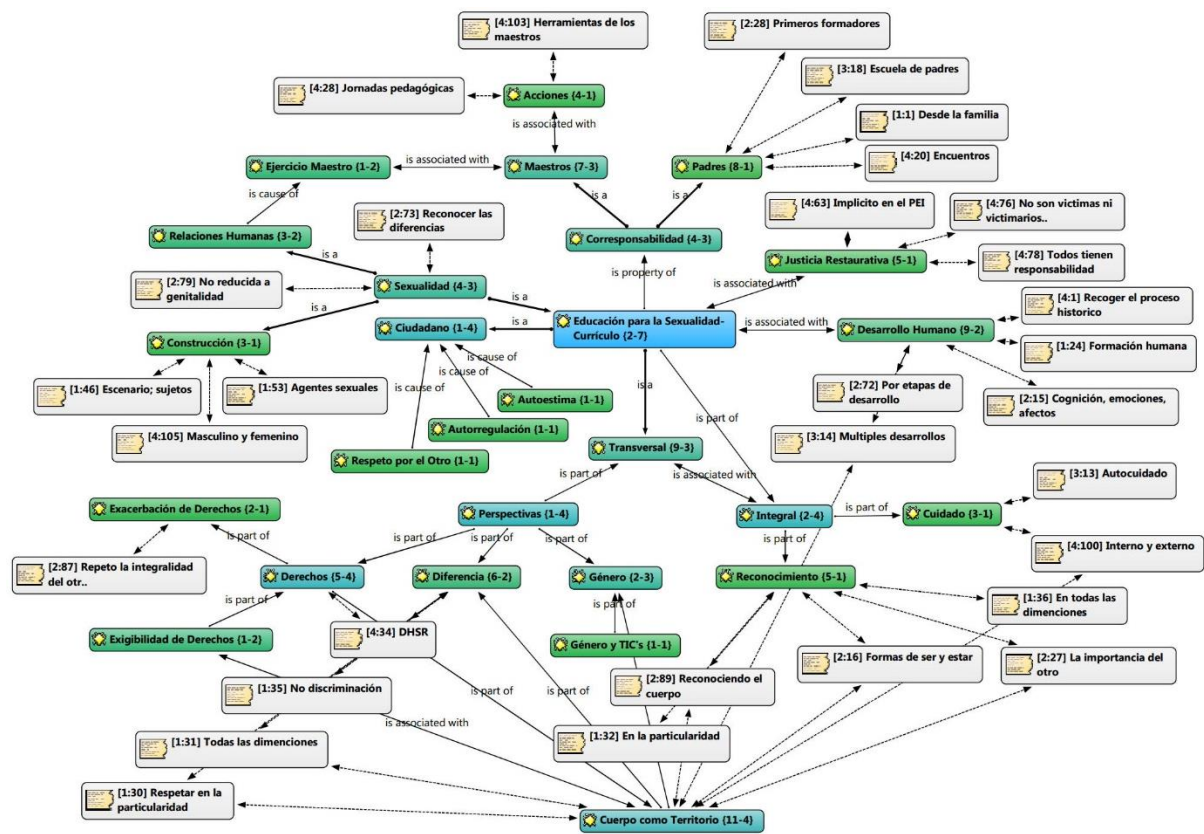 [4:103] Herramientas de los
maestros
[2:28] Primeros formadores
[3:18] Escuela de padres
[4:28] Jornadas pedagógicas
Acciones {4-1}
[1:1] Desde la familia
is associated with
[4:20] Encuentros
Ejercicio Maestro {1-2}
is associated with
Maestros {7-3}
Padres {8-1}
is cause of
is a
is a
[2:73] Reconocer las
diferencias
[4:63] Implicito en el PEI
[4:76] No son victimas ni
victimarios..
Relaciones Humanas {3-2}
Corresponsabilidad {4-3}
Justicia Restaurativa {5-1}
[4:78] Todos tienen
responsabilidad
is a
is property of
[2:79] No reducida a
genitalidad
Sexualidad {4-3}
is a
is associated with
[4:1] Recoger el proceso
historico
is a
Ciudadano {1-4}
is a
Educación para la Sexualidad-
Currículo {2-7}
is associated with
Desarrollo Humano {9-2}
Construcción {3-1}
[1:24] Formación humana
is cause of
is cause of
is cause of
is a
[1:46] Escenario; sujetos
[1:53] Agentes sexuales
[2:72] Por etapas de
desarrollo
[2:15] Cognición, emociones,
afectos
Autoestima {1-1}
is part of
[4:105] Masculino y femenino
Autorregulación {1-1}
[3:14] Multiples desarrollos
Respeto por el Otro {1-1}
Transversal {9-3}
is part of
is associated with
[3:13] Autocuidado
Exacerbación de Derechos {2-1}
Perspectivas {1-4}
Integral {2-4}
is part of
Cuidado {3-1}
is part of
is part of
is part of
is part of
is part of
[4:100] Interno y externo
[2:87] Repeto la integralidad
del otr..
Derechos {5-4}
Diferencia {6-2}
Género {2-3}
Reconocimiento {5-1}
[1:36] En todas las
dimenciones
is part of
is part of
Exigibilidad de Derechos {1-2}
[4:34] DHSR
Género y TIC's {1-1}
[2:16] Formas de ser y estar
[2:27] La importancia del
otro
[1:35] No discriminación
is part of
is part of
is part of
[2:89] Reconociendo el
cuerpo
is associated with
[1:31] Todas las dimenciones
[1:32] En la particularidad
[1:30] Respetar en la
particularidad
Cuerpo como Territorio {11-4}